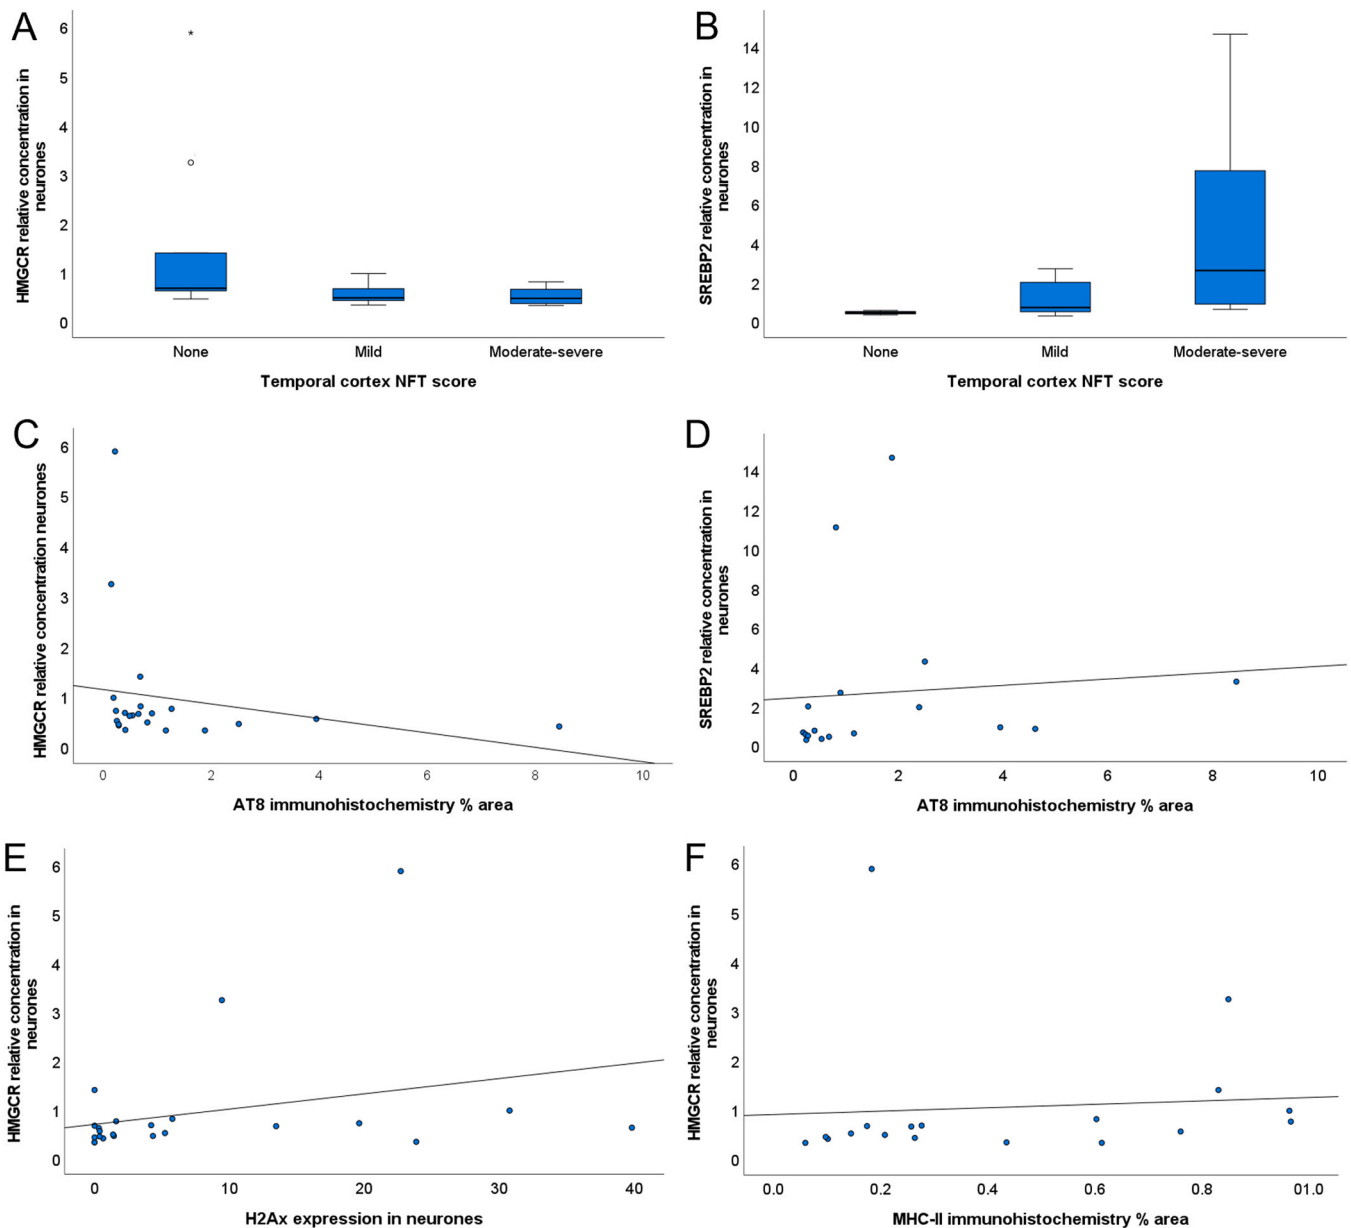 A
HMGCR relative concentration in
neurones
6
5
4
3
2
1
0
*
None
Mild
Moderate-severe
Temporal cortex NFT score
B
SREBP2 relative concentration in
neurones
14
12
10
8
6
4
2
0
None
Mild
Moderate-severe
Temporal cortex NFT score
C
HMGCR relative concentration neurones
6
5
4
3
2
1
0
0 2 4 6 8 10
AT8 immunohistochemistry % area
D
SREBP2 relative concentration in
neurones
14
12
10
8
6
4
2
0
0 2 4 6 8 10
AT8 immunohistochemistry % area
E
HMGCR relative concentration in
neurones
6
5
4
3
2
1
0
0 10 20 30 40
H2Ax expression in neurones
F
HMGCR relative concentration in
neurones
6
5
4
3
2
1
0
0.0 0.2 0.4 0.6 0.8 01.0
MHC-II immunohistochemistry % area